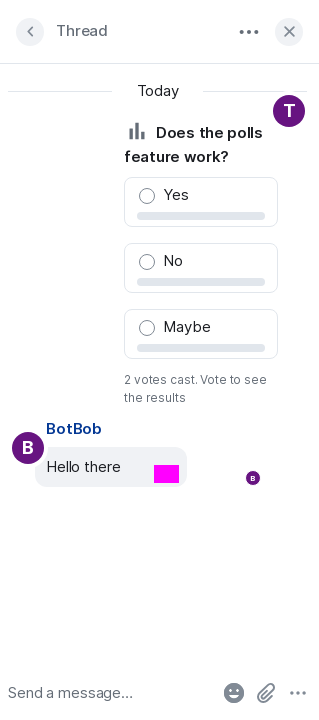 Thread
Today
T
Does the polls
feature work?
Yes
No
Maybe
2 votes cast. Vote to see
the results
BotBob
B
Hello there
B
Send a message...